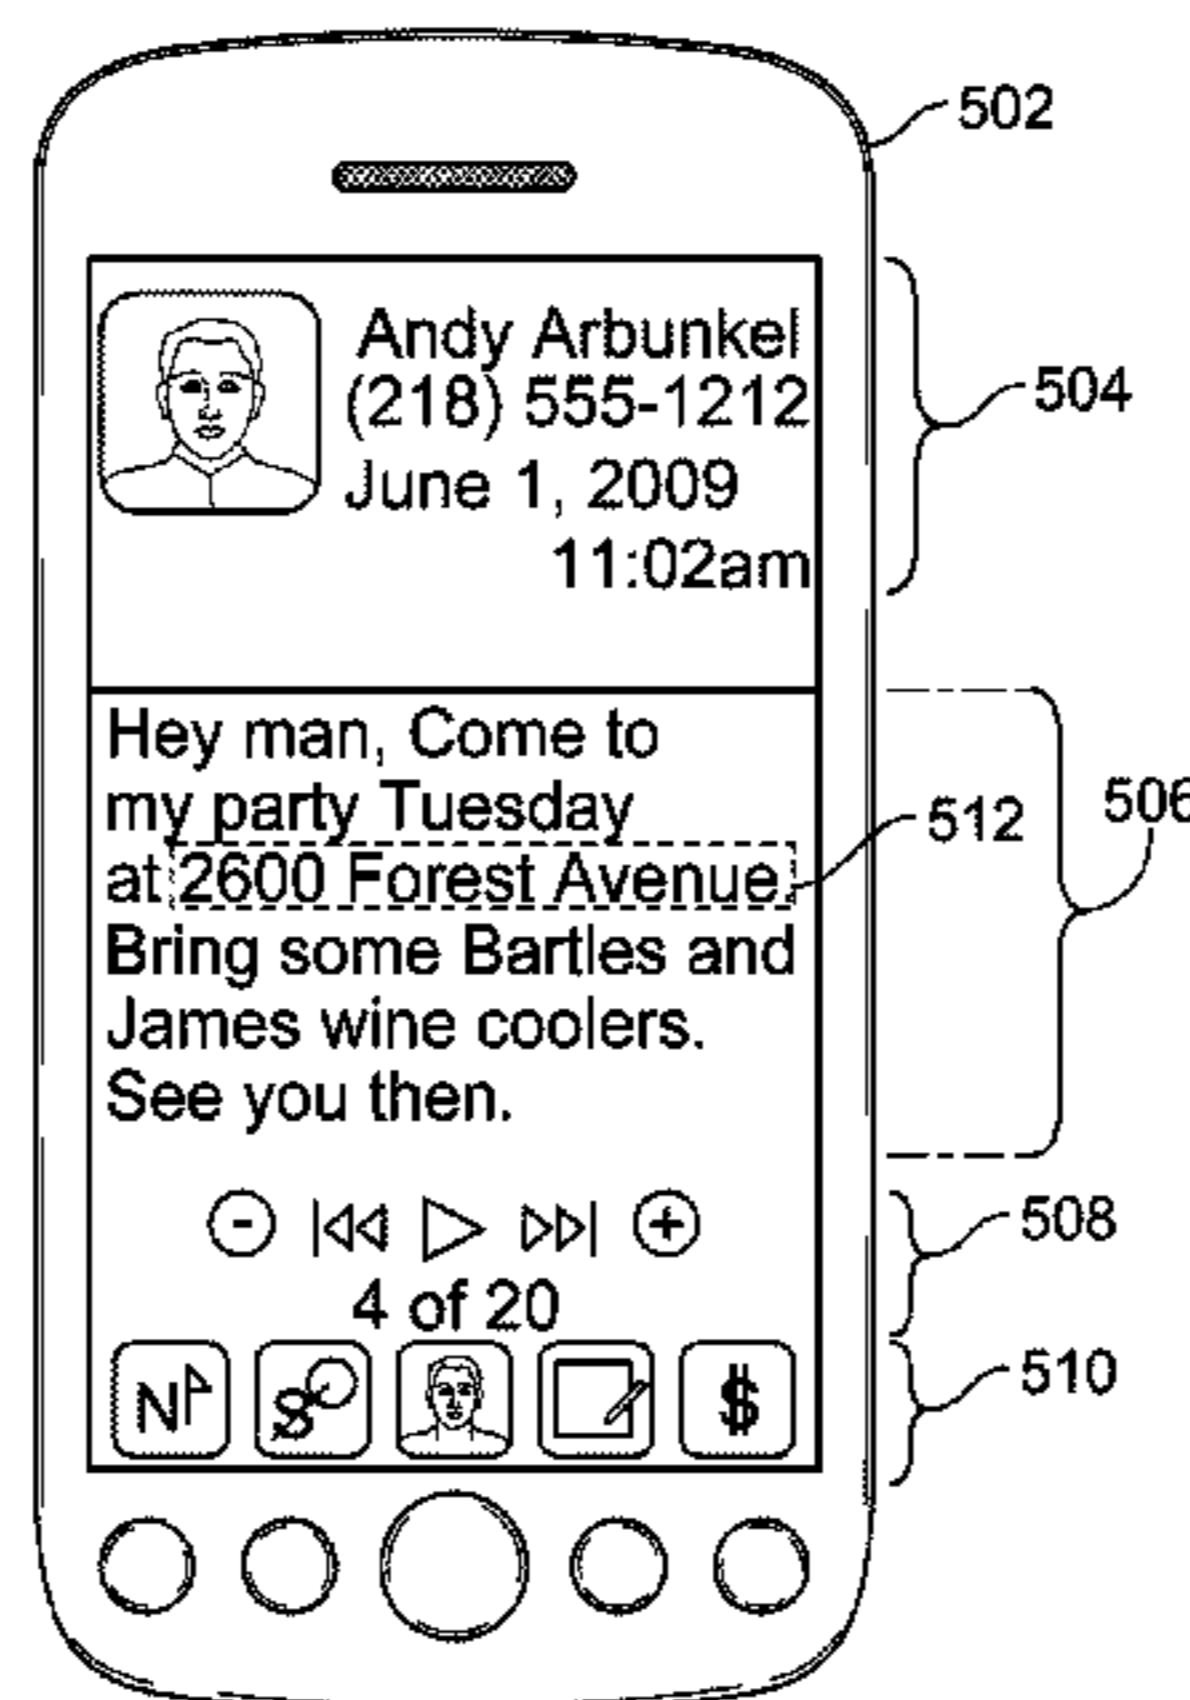 502
Andy Arbunkel
(218) 555-1212
504
June 1, 2009
11:02am
Hey man, Come to
my party Tuesday
512
506
at 2600 Forest Avenue.
Bring some Bartles and
James wine coolers.
See you then.
- +
508
4 of 20
N S $
510